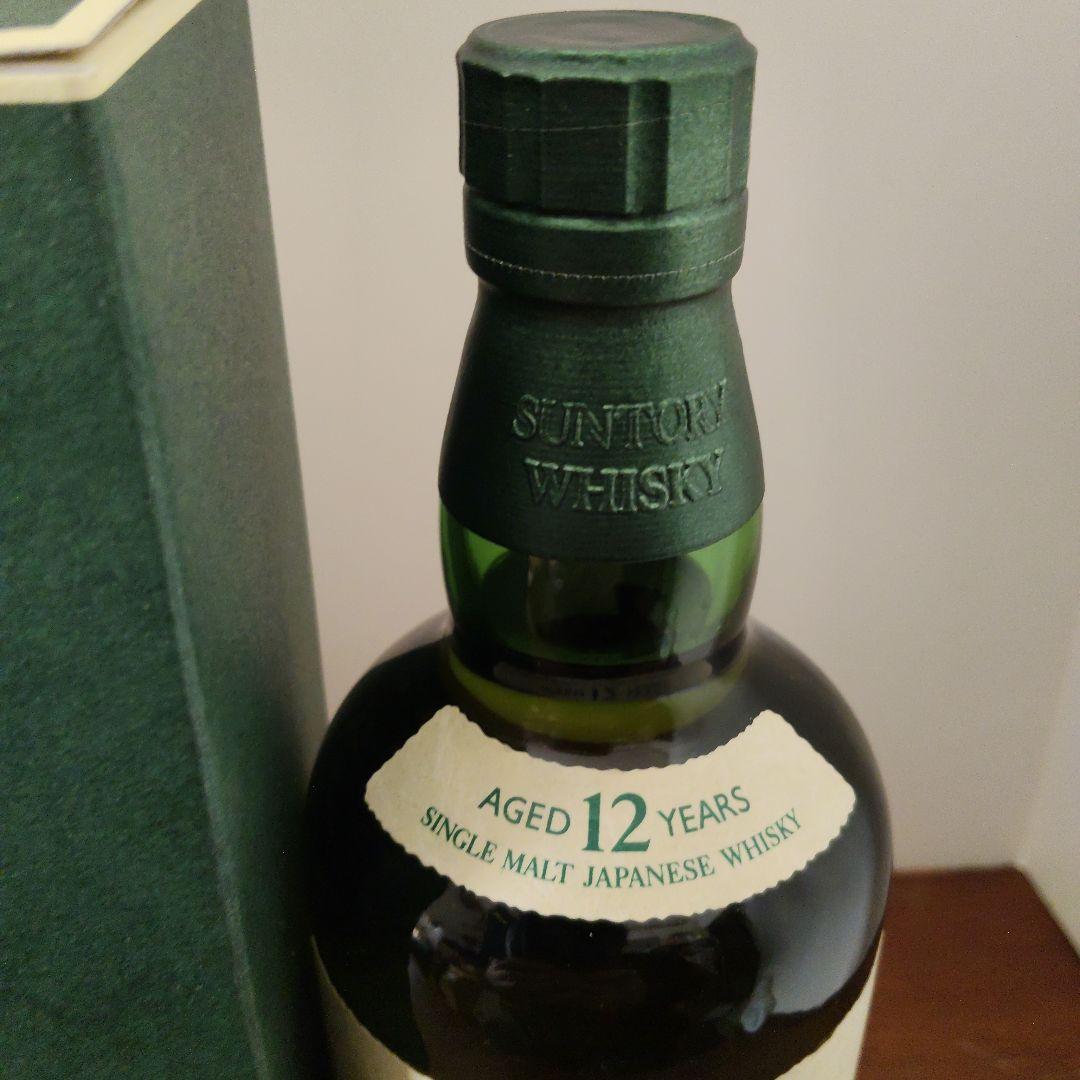 SUNTORY
WHISKY
AGED 12 YEARS
SINGLE MALT JAPANESE WHISKY